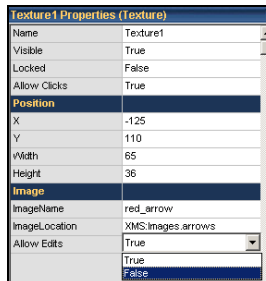 Texture1 Properties (Texture)
Name Texture1
Visible True
Locked False
Allow Clicks True
Position
X -125
Y 110
Width 65
Height 36
Image
ImageName red_arrow
ImageLocation XMS:Images.arrows
Allow Edits True
True
False